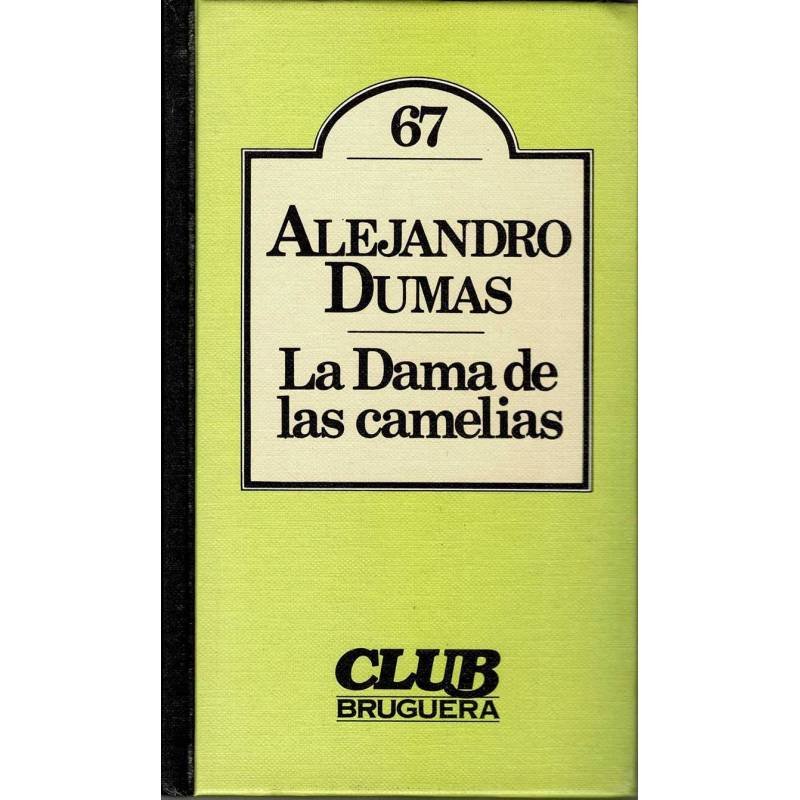 67
ALEJANDRO
DUMAS
La Dama de
las camelias
CLUB
BRUGUERA